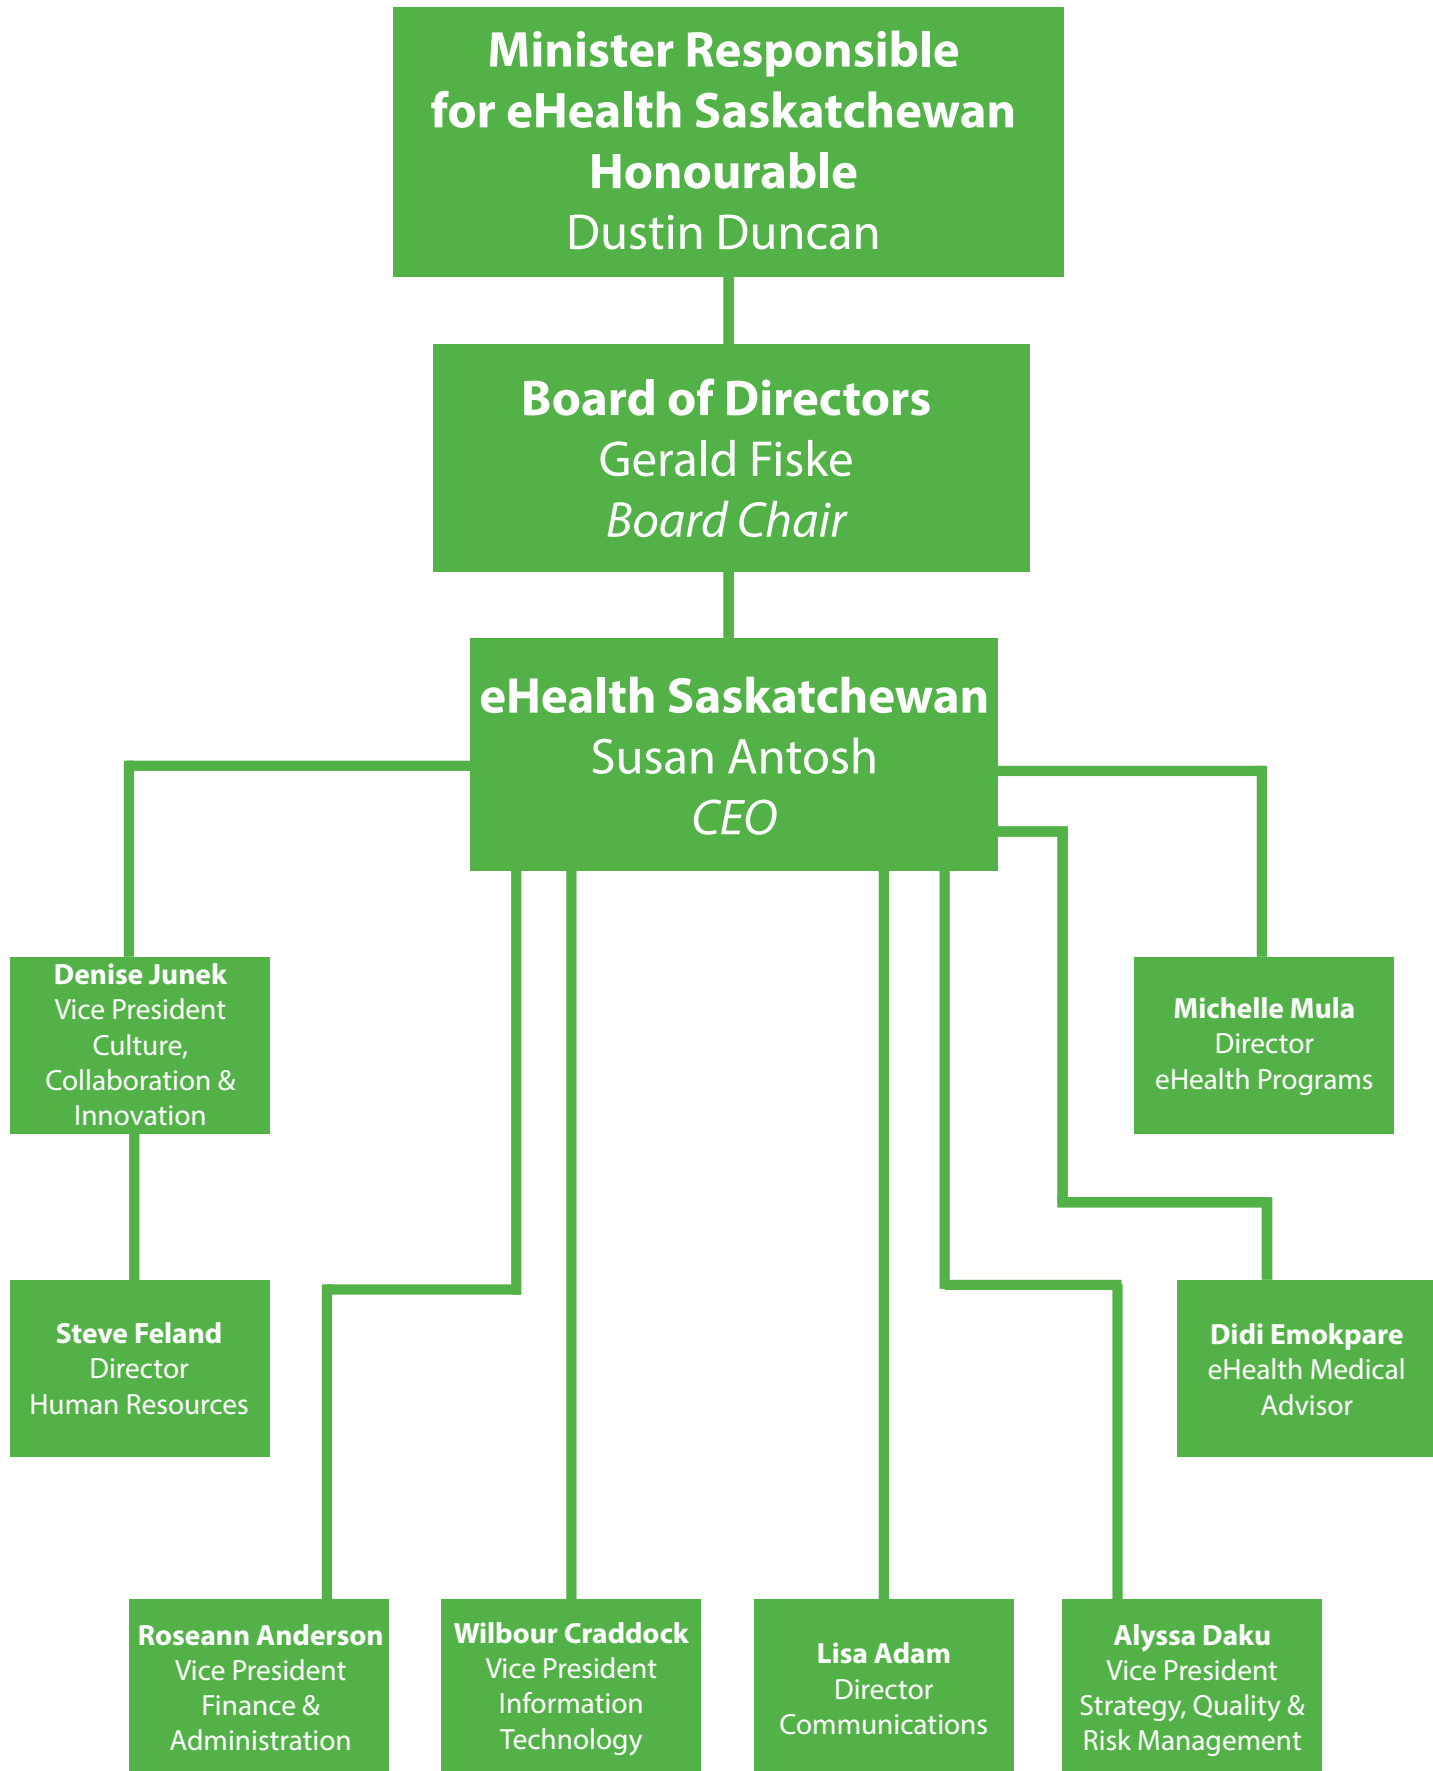 Minister Responsible
for eHealth Saskatchewan
Honourable
Dustin Duncan
Board of Directors
Gerald Fiske
Board Chair
eHealth Saskatchewan
Susan Antosh
CEO
Denise Junek
Vice President
Culture,
Collaboration &
Innovation
Michelle Mula
Director
eHealth Programs
Steve Feland
Director
Human Resources
Didi Emokpare
eHealth Medical
Advisor
Roseann Anderson
Vice President
Finance &
Administration
Wilbour Craddock
Vice President
Information
Technology
Lisa Adam
Director
Communications
Alyssa Daku
Vice President
Strategy, Quality &
Risk Management